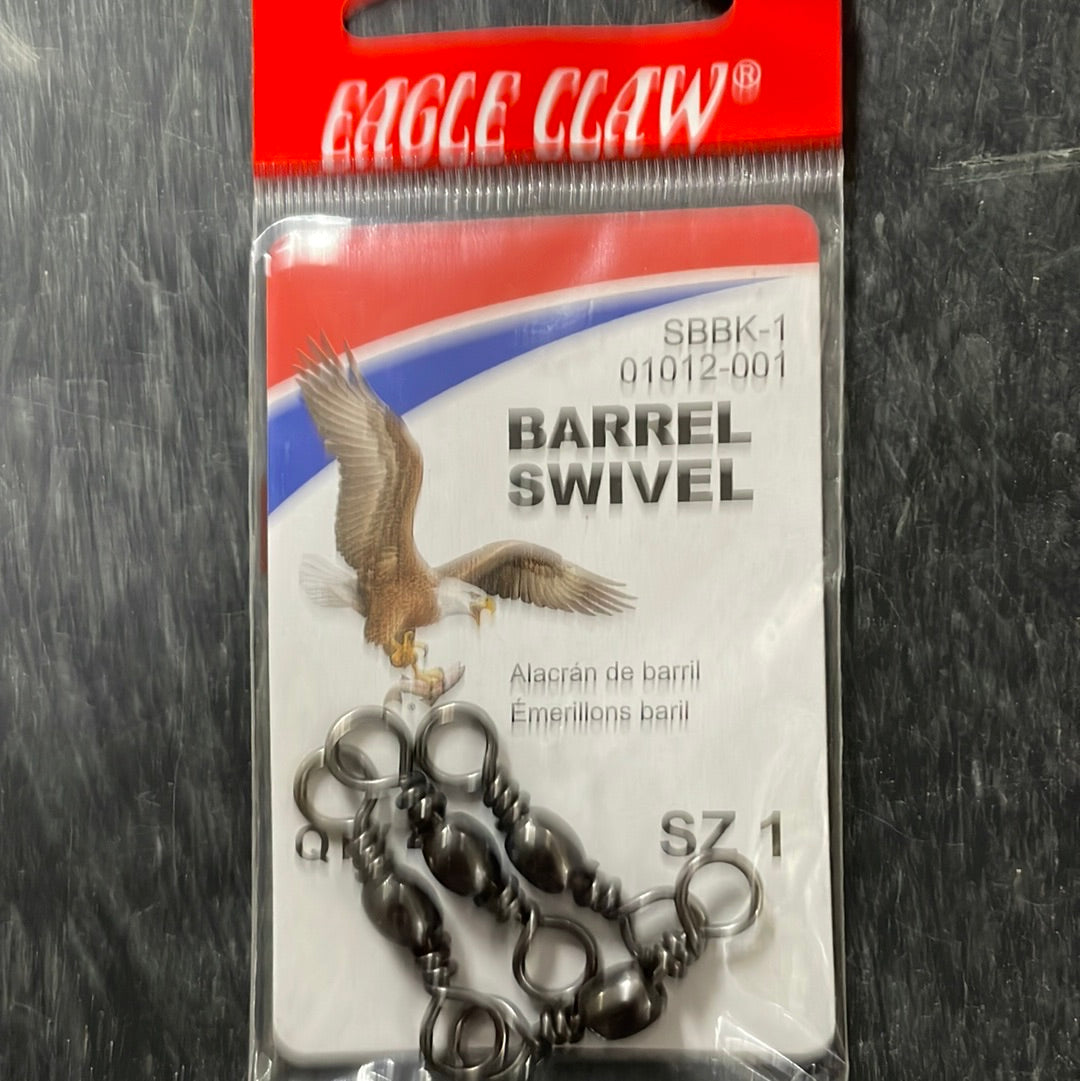 EAGLE CLAW®
SBBK-1
01012-001
BARREL
SWIVEL
Alacrán de barril
Émerillons baril
SZ 1